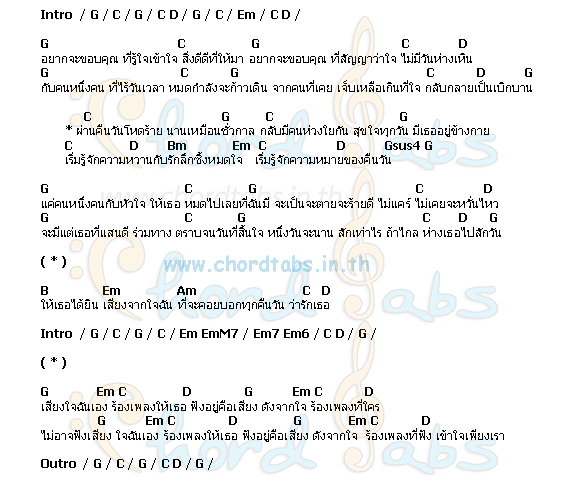 Intro / G / C / G / C D / G / C / Em / C D /
G C G C D
อยากจะขอบคุณ ที่รู้ใจเข้าใจ สิ่งดีดีที่ให้มา อยากจะขอบคุณ ที่สัญญาว่าใจ ไม่มีวันห่างเหิน
G C G C D G
กับคนหนึ่งคน ที่ไร้วันเวลา หมดกำลังจะก้าวเดิน จากคนที่เคย เจ็บเหลือเกินที่ใจ กลับกลายเป็นเบิกบาน
C G C G
* ผ่านคืนวันโหดร้าย นานเหมือนชั่วกาล กลับมีคนห่วงใยกัน สุขใจทุกวัน มีเธออยู่ข้างกาย
C D Bm Em C D Gsus4 G
เริ่มรู้จักความหวานกับรักลึกซึ้งหมดใจ เริ่มรู้จักความหมายของคืนวัน
G C G C D
แค่คนหนึ่งคนกับหัวใจ ให้เธอ หมดไปเลยที่ฉันมี จะเป็นจะตายจะร้ายดี ไม่แคร์ ไม่เคยจะหวั่นไหว
G C G C D G
จะมีแต่เธอที่แสนดี ร่วมทาง ตราบจนวันที่สิ้นใจ หนึ่งวันจะนาน สักเท่าไร ถ้าไกล ห่างเธอไปสักวัน
( * )
www.chordtabs.in.th
B Em Am C D
ให้เธอได้ยิน เสียงจากใจฉัน ที่จะคอยบอกทุกคืนวัน ว่ารักเธอ
Intro / G / C / G / C / Em EmM7 / Em7 Em6 / C D / G /
( * )
G Em C D G Em C D
เสียงใจฉันเอง ร้องเพลงให้เธอ ฟังอยู่คือเสียง ดังจากใจ ร้องเพลงที่ใคร
G Em C D G Em C D
ไม่อาจฟังเสียง ใจฉันเอง ร้องเพลงให้เธอ ฟังอยู่คือเสียง ดังจากใจ ร้องเพลงที่ฟัง เข้าใจเพียงเรา
Outro / G / C / G / C D / G /